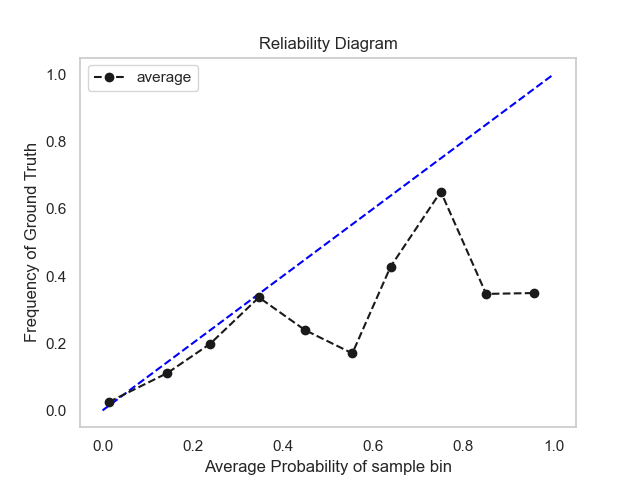 Reliability Diagram
average
1.0
0.8
0.6
0.4
0.2
0.0
Frequency of Ground Truth
0.0 0.2 0.4 0.6 0.8 1.0
Average Probability of sample bin